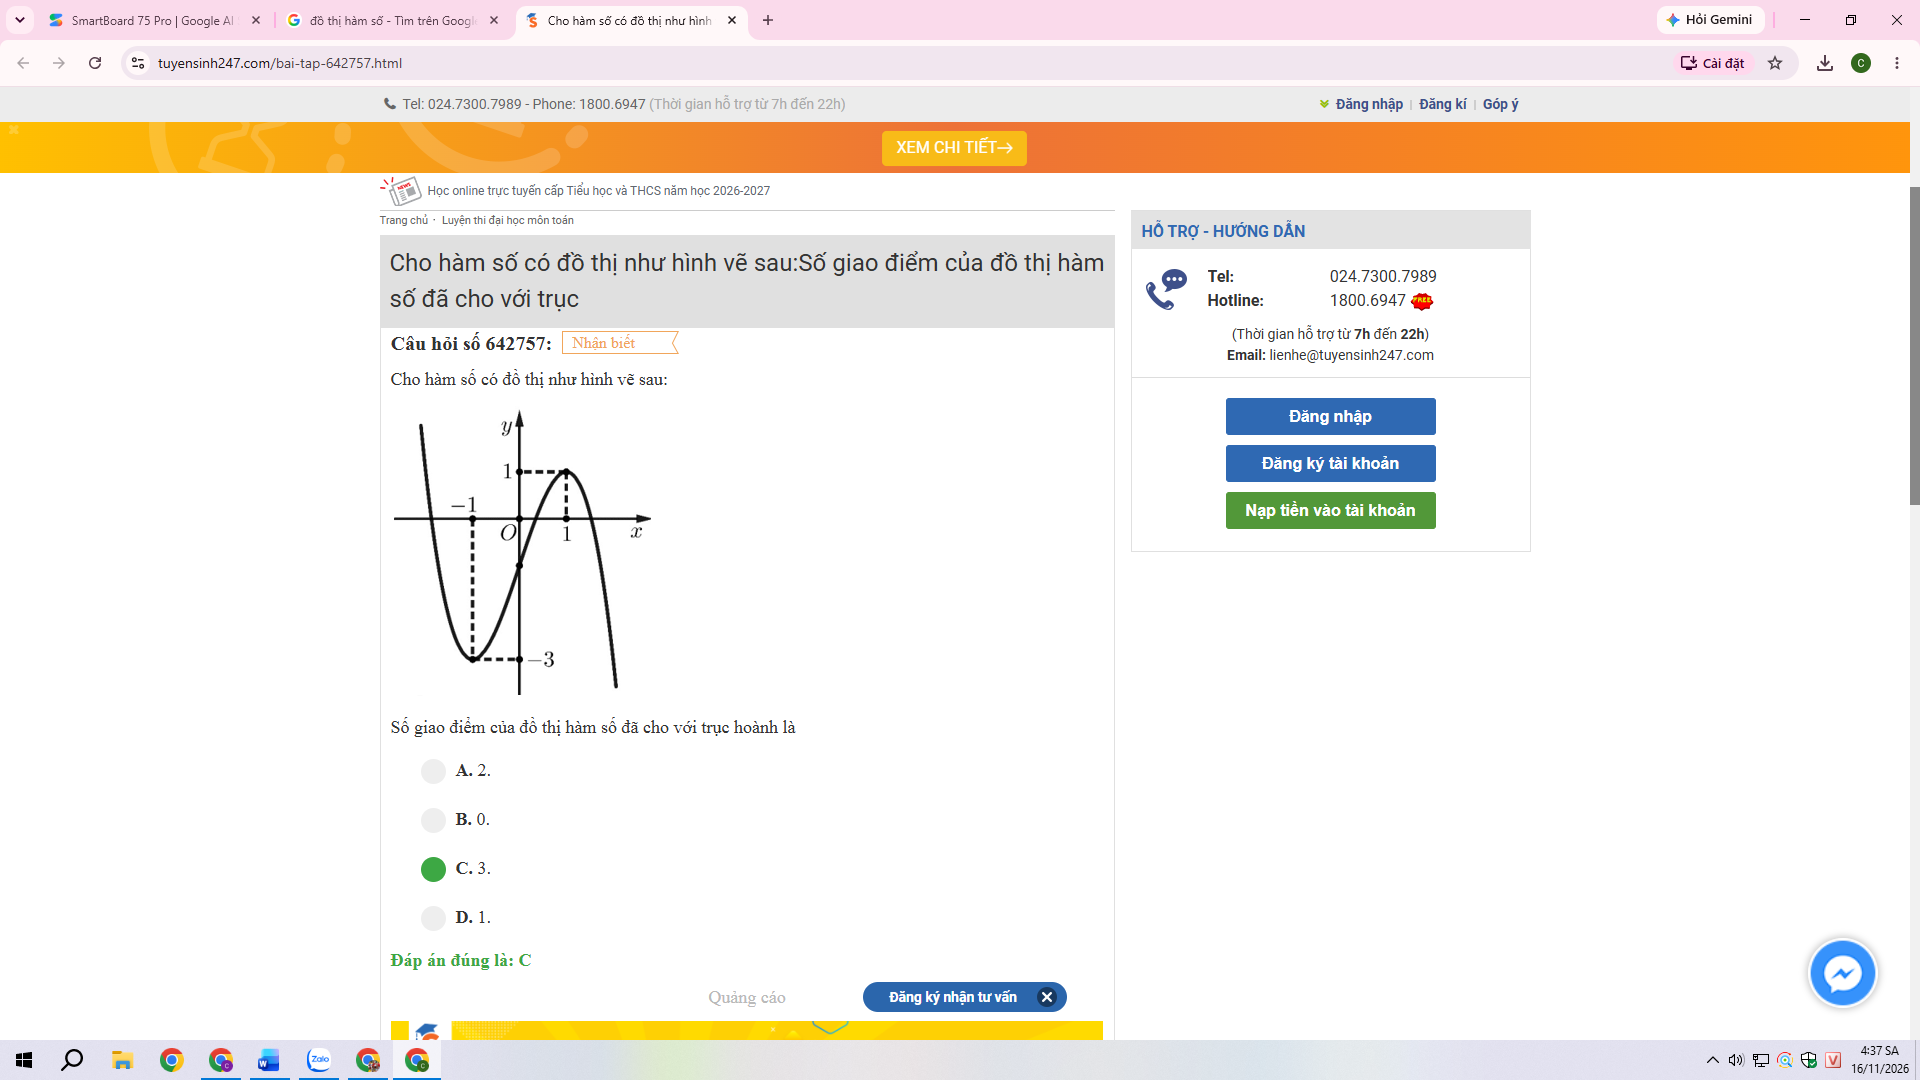 SmartBoard 75 Pro | Google AI
đồ thị hàm số - Tìm trên Google
Cho hàm số có đồ thị như hình
Hỏi Gemini
tuyensinh247.com/bai-tap-642757.html
Cài đặt
C
Tel: 024.7300.7989 - Phone: 1800.6947 (Thời gian hỗ trợ từ 7h đến 22h)
Đăng nhập | Đăng kí | Góp ý
XEM CHI TIẾT→
NEWS
Học online trực tuyến cấp Tiểu học và THCS năm học 2026-2027
Trang chủ · Luyện thi đại học môn toán
Cho hàm số có đồ thị như hình vẽ sau:Số giao điểm của đồ thị hàm
số đã cho với trục
Câu hỏi số 642757: Nhận biết
Cho hàm số có đồ thị như hình vẽ sau:
y
1
−1
O
1
x
−3
Số giao điểm của đồ thị hàm số đã cho với trục hoành là
A. 2.
B. 0.
C. 3.
D. 1.
Đáp án đúng là: C
Quảng cáo
Đăng ký nhận tư vấn
HỖ TRỢ - HƯỚNG DẪN
Tel: 024.7300.7989
Hotline: 1800.6947 FREE
(Thời gian hỗ trợ từ 7h đến 22h)
Email: lienhe@tuyensinh247.com
Đăng nhập
Đăng ký tài khoản
Nạp tiền vào tài khoản
Zalo
V
4:37 SA
16/11/2026